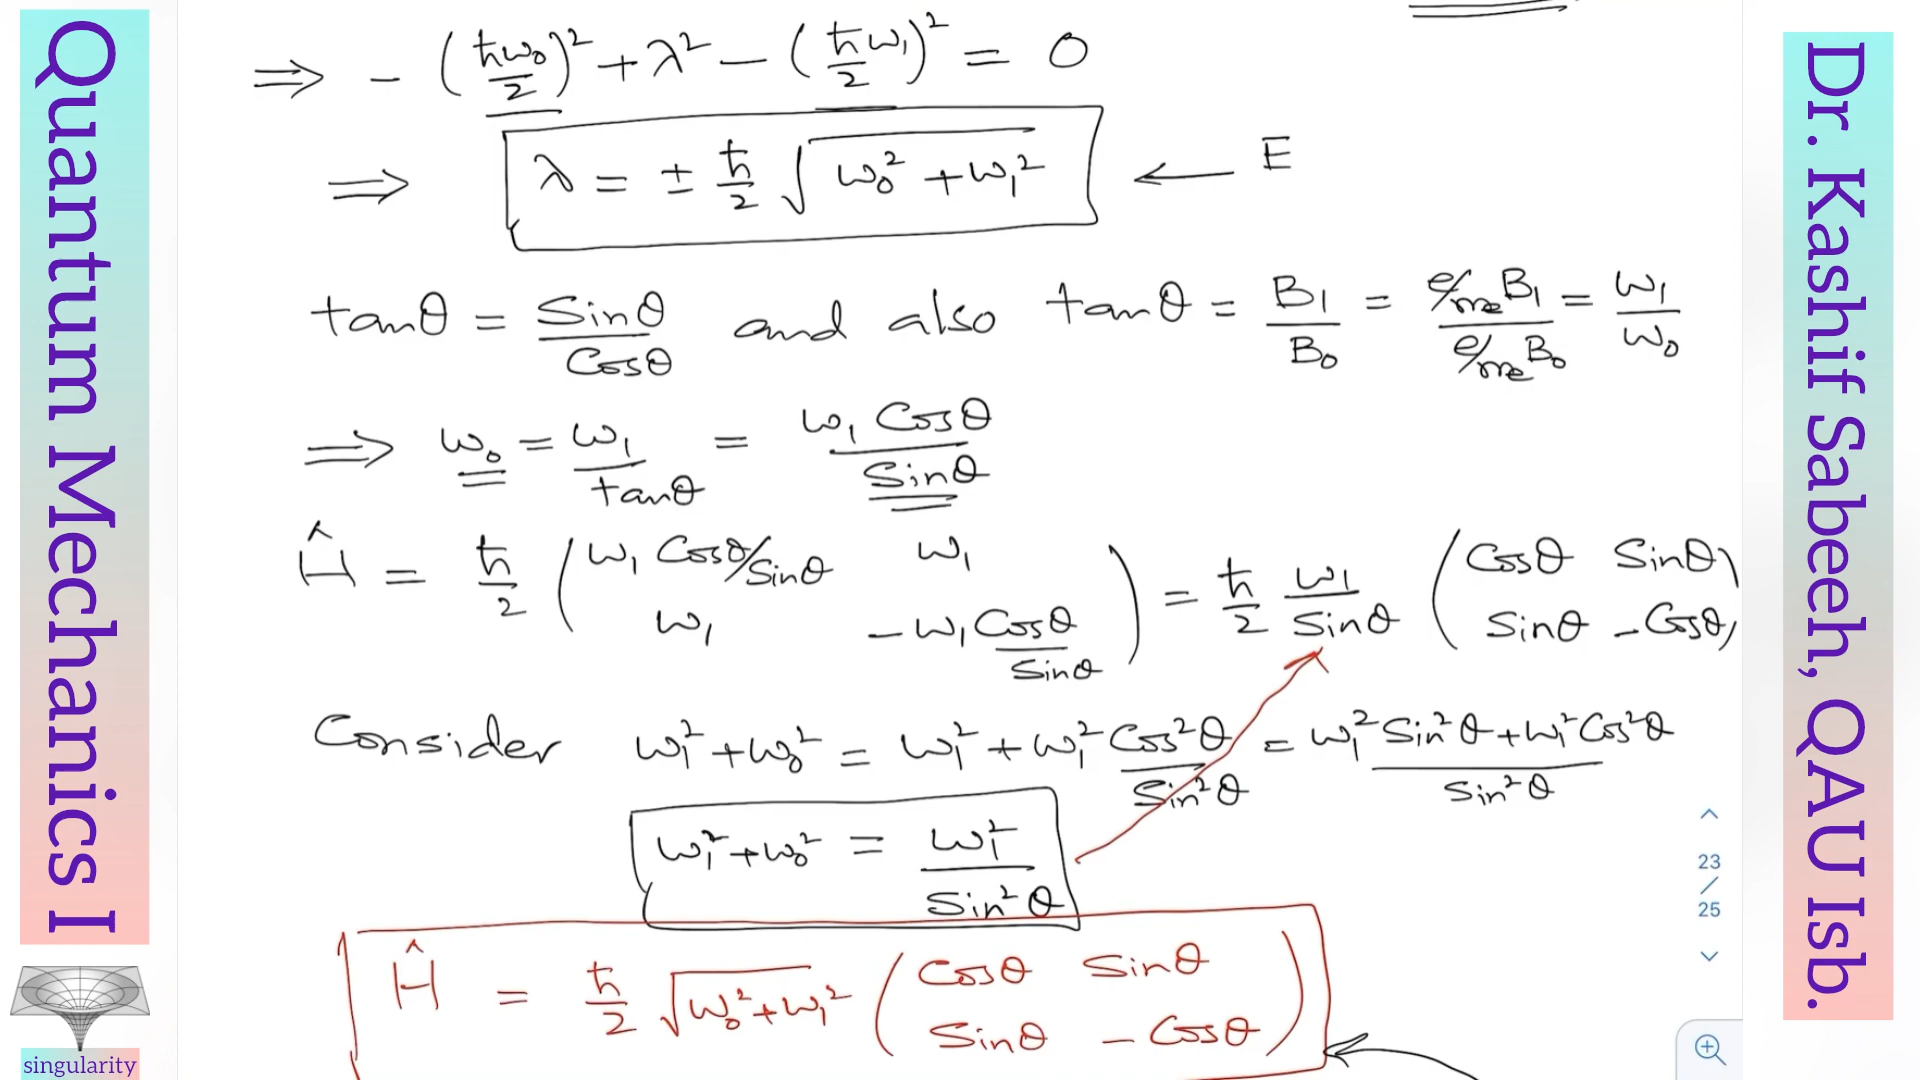 Quantum Mechanics I
singularity
⇒ - (ħω₀/2)² + λ² - (ħω₁/2)² = 0
⇒ λ = ± ħ/2 √(ω₀² + ω₁²) ← E
tanθ = Sinθ/Cosθ and also tanθ = B₁/B₀ = (e/mₑ B₁)/(e/mₑ B₀) = ω₁/ω₀
⇒ ω₀ = ω₁/tanθ = ω₁ Cosθ/Sinθ
Ĥ = ħ/2 ( ω₁ Cosθ/Sinθ ω₁ ; ω₁ -ω₁ Cosθ/Sinθ ) = ħ/2 ω₁/Sinθ ( Cosθ Sinθ ; Sinθ -Cosθ )
Consider ω₁² + ω₀² = ω₁² + ω₁² Cos²θ/Sin²θ = (ω₁² Sin²θ + ω₁² Cos²θ)/Sin²θ
ω₁² + ω₀² = ω₁²/Sin²θ
Ĥ = ħ/2 √(ω₀² + ω₁²) ( Cosθ Sinθ ; Sinθ - Cosθ )
23
/
25
Dr. Kashif Sabeeh, QAU Isb.